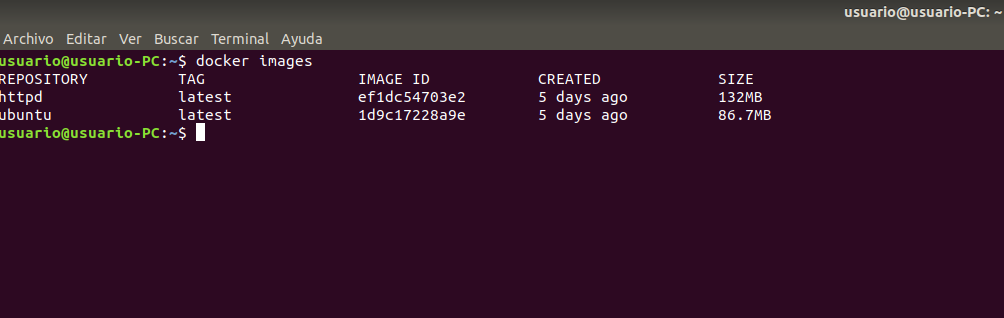 usuario@usuario-PC: ~
Archivo Editar Ver Buscar Terminal Ayuda
usuario@usuario-PC:~$ docker images
REPOSITORY TAG IMAGE ID CREATED SIZE
httpd latest ef1dc54703e2 5 days ago 132MB
ubuntu latest 1d9c17228a9e 5 days ago 86.7MB
usuario@usuario-PC:~$